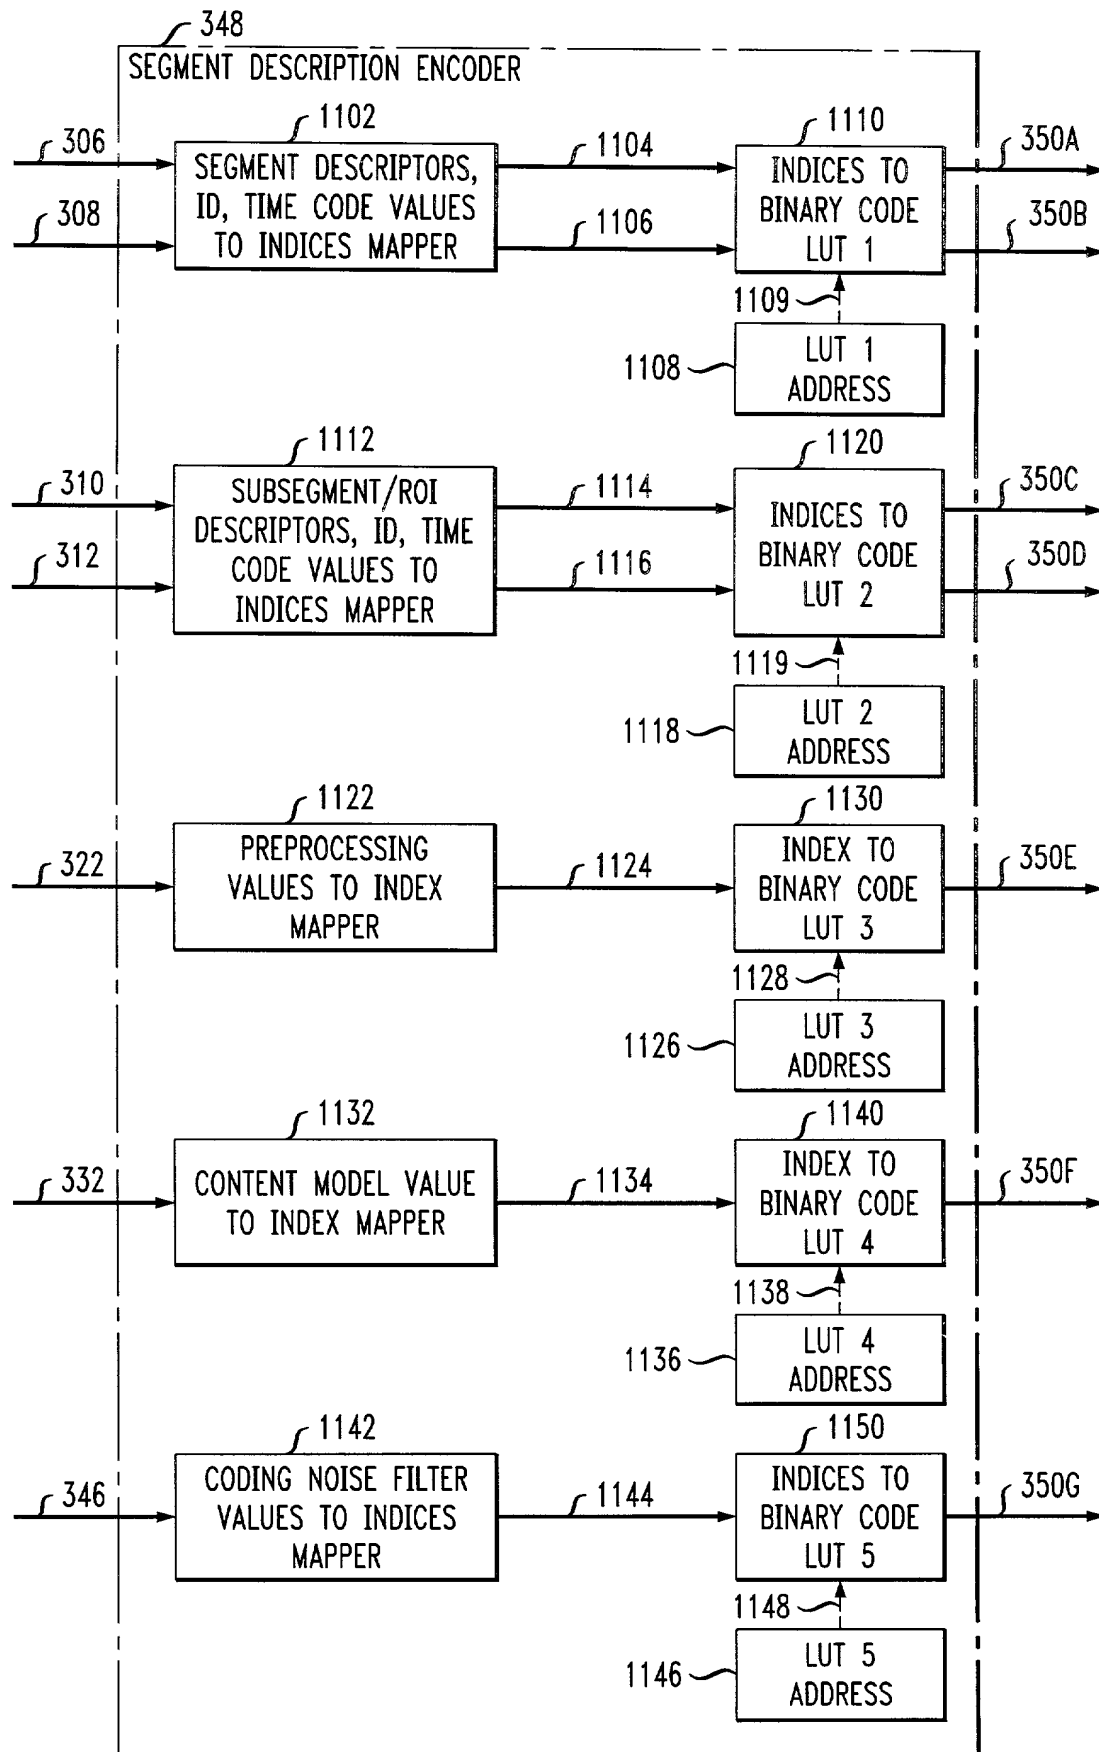 348
SEGMENT DESCRIPTION ENCODER
306
308
1102
SEGMENT DESCRIPTORS,
ID, TIME CODE VALUES
TO INDICES MAPPER
1104
1106
1110
INDICES TO
BINARY CODE
LUT 1
350A
350B
1109
1108
LUT 1
ADDRESS
310
312
1112
SUBSEGMENT/ROI
DESCRIPTORS, ID, TIME
CODE VALUES TO
INDICES MAPPER
1114
1116
1120
INDICES TO
BINARY CODE
LUT 2
350C
350D
1119
1118
LUT 2
ADDRESS
322
1122
PREPROCESSING
VALUES TO INDEX
MAPPER
1124
1130
INDEX TO
BINARY CODE
LUT 3
350E
1128
1126
LUT 3
ADDRESS
332
1132
CONTENT MODEL VALUE
TO INDEX MAPPER
1134
1140
INDEX TO
BINARY CODE
LUT 4
350F
1138
1136
LUT 4
ADDRESS
346
1142
CODING NOISE FILTER
VALUES TO INDICES
MAPPER
1144
1150
INDICES TO
BINARY CODE
LUT 5
350G
1148
1146
LUT 5
ADDRESS